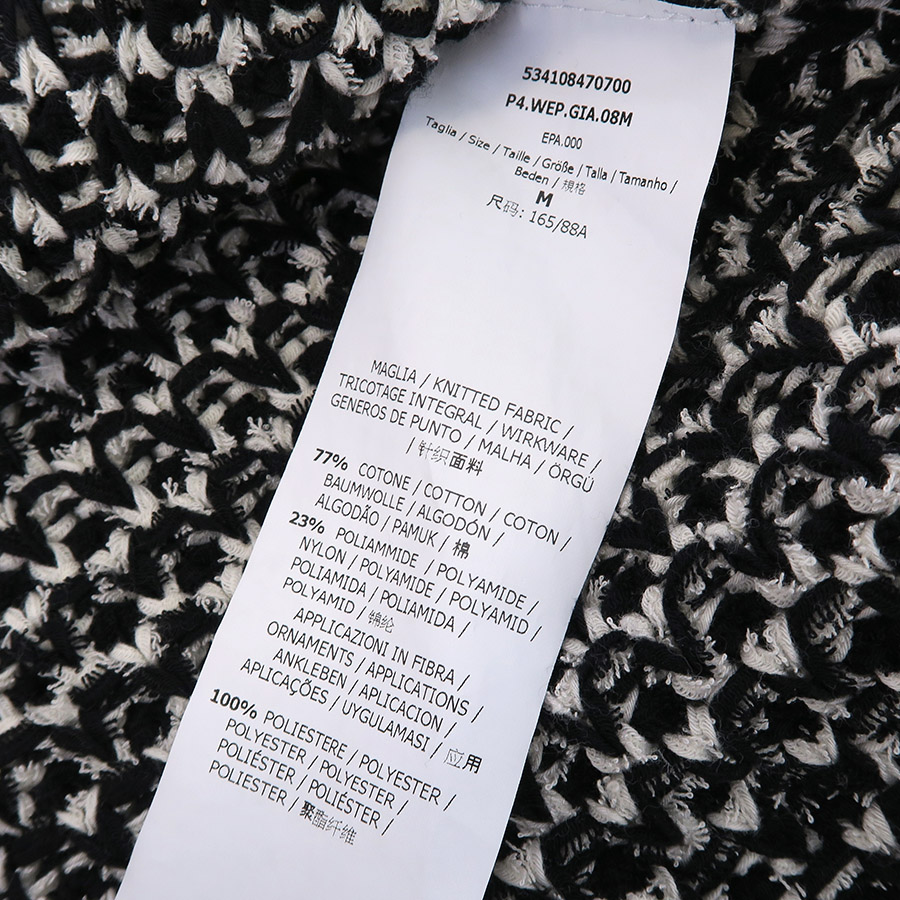 534108470700
P4.WEP.GIA.08M
EPA.000
Taglia / Size / Taille / Größe / Talla / Tamanho /
Beden / 規格
M
尺码: 165/88A
MAGLIA / KNITTED FABRIC /
TRICOTAGE INTEGRAL / WIRKWARE /
GENEROS DE PUNTO / MALHA / ÖRGÜ
/ 针织面料
77% COTONE / COTTON / COTON /
BAUMWOLLE / ALGODÓN /
ALGODÃO / PAMUK / 棉
23% POLIAMMIDE / POLYAMIDE /
NYLON / POLYAMIDE / POLYAMID /
POLIAMIDA / POLIAMIDA /
POLYAMID / 锦纶
APPLICAZIONI IN FIBRA /
ORNAMENTS / APPLICATIONS /
ANKLEBEN / APLICACION /
APLICAÇÕES / UYGULAMASI / 应用
100% POLIESTERE / POLYESTER /
POLYESTER / POLYESTER /
POLIÉSTER / POLIÉSTER /
POLIESTER / 聚酯纤维